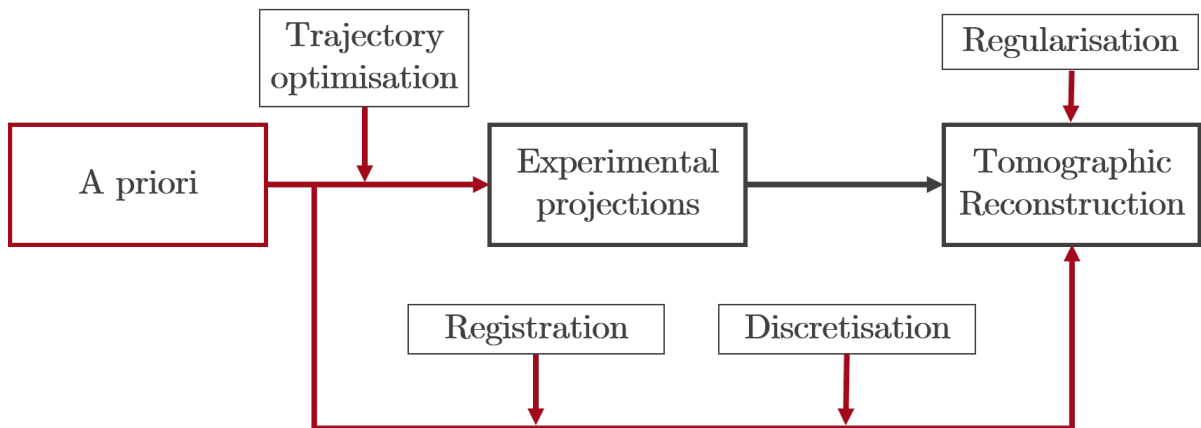 Trajectory
optimisation
Regularisation
A priori
Experimental
projections
Tomographic
Reconstruction
Registration
Discretisation